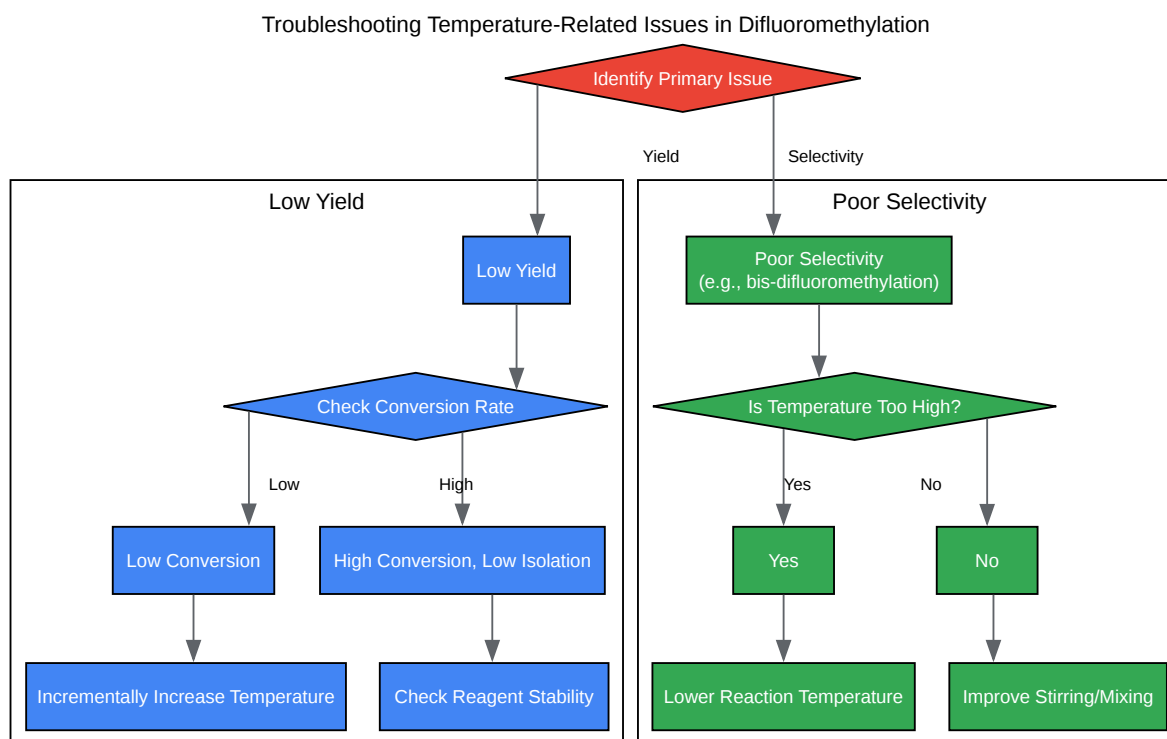 Troubleshooting Temperature-Related Issues in Difluoromethylation
Identify Primary Issue
Yield
Selectivity
Low Yield
Poor Selectivity
Low Yield
Poor Selectivity
(e.g., bis-difluoromethylation)
Check Conversion Rate
Is Temperature Too High?
Low
High
Yes
No
Low Conversion
High Conversion, Low Isolation
Yes
No
Incrementally Increase Temperature
Check Reagent Stability
Lower Reaction Temperature
Improve Stirring/Mixing